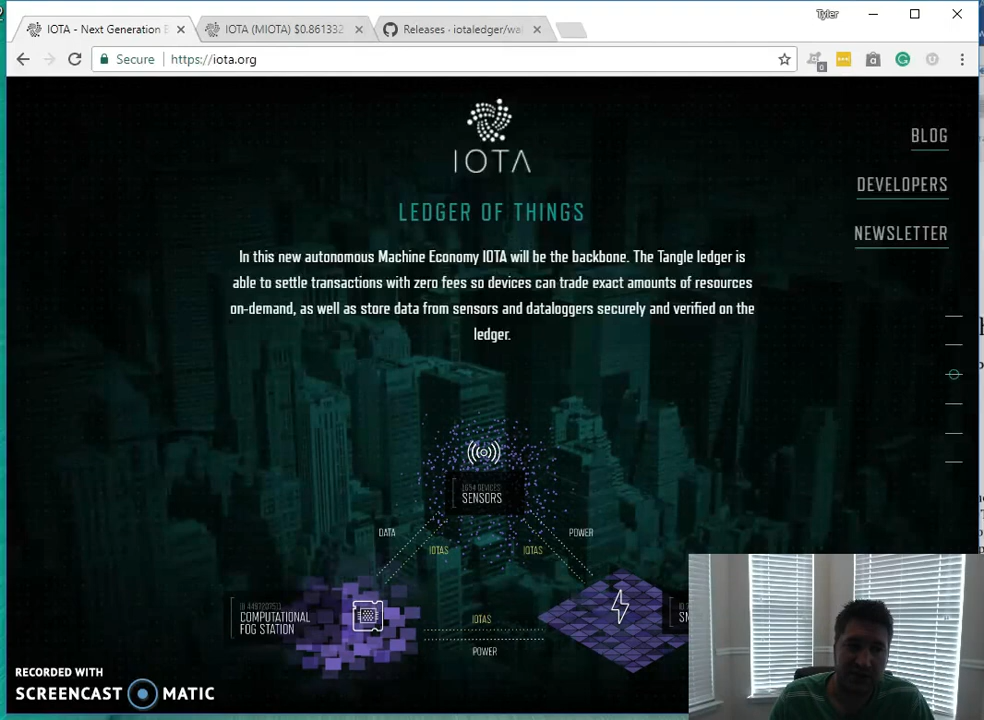 Tyler
IOTA - Next Generation B
IOTA (MIOTA) $0.861332
Releases · iotaledger/wa
Secure
https://iota.org
0
IOTA
BLOG
DEVELOPERS
NEWSLETTER
LEDGER OF THINGS
In this new autonomous Machine Economy IOTA will be the backbone. The Tangle ledger is
able to settle transactions with zero fees so devices can trade exact amounts of resources
on-demand, as well as store data from sensors and dataloggers securely and verified on the
ledger.
SENSORS
DATA
POWER
IOTAS
IOTAS
COMPUTATIONAL
FOG STATION
IOTAS
POWER
RECORDED WITH
SCREENCAST MATIC